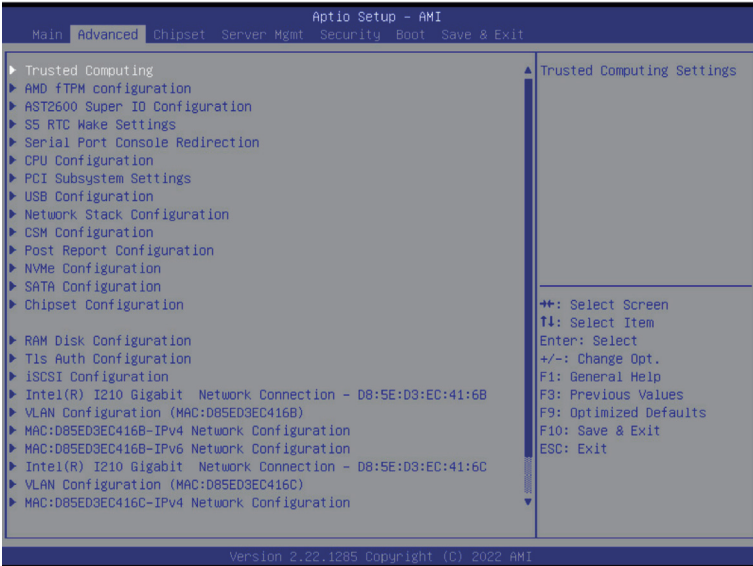 Aptio Setup – AMI
Main Advanced Chipset Server Mgmt Security Boot Save & Exit
Trusted Computing
AMD fTPM configuration
AST2600 Super IO Configuration
S5 RTC Wake Settings
Serial Port Console Redirection
CPU Configuration
PCI Subsystem Settings
USB Configuration
Network Stack Configuration
CSM Configuration
Post Report Configuration
NVMe Configuration
SATA Configuration
Chipset Configuration
RAM Disk Configuration
Tls Auth Configuration
iSCSI Configuration
Intel(R) I210 Gigabit  Network Connection – D8:5E:D3:EC:41:6B
VLAN Configuration (MAC:D85ED3EC416B)
MAC:D85ED3EC416B-IPv4 Network Configuration
MAC:D85ED3EC416B-IPv6 Network Configuration
Intel(R) I210 Gigabit  Network Connection – D8:5E:D3:EC:41:6C
VLAN Configuration (MAC:D85ED3EC416C)
MAC:D85ED3EC416C-IPv4 Network Configuration
Trusted Computing Settings
→←: Select Screen
↑↓: Select Item
Enter: Select
+/-: Change Opt.
F1: General Help
F3: Previous Values
F9: Optimized Defaults
F10: Save & Exit
ESC: Exit
Version 2.22.1285 Copyright (C) 2022 AMI